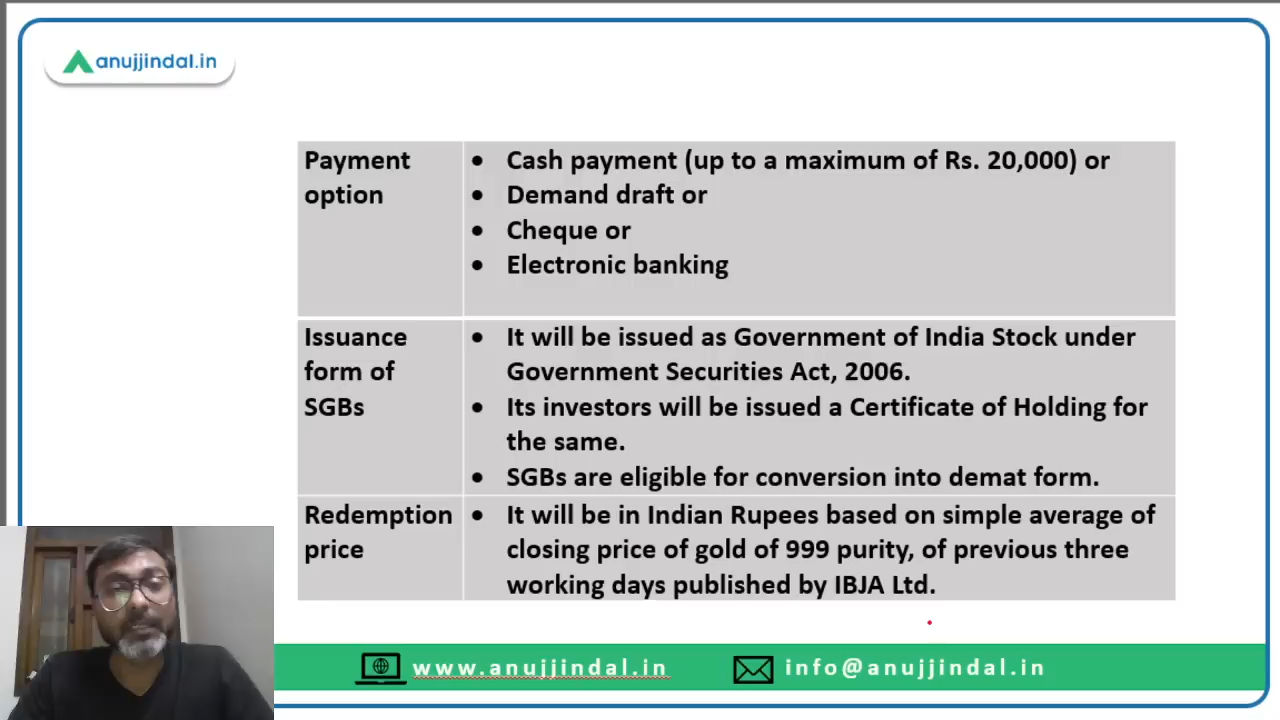 anujjindal.in
Payment
option
• Cash payment (up to a maximum of Rs. 20,000) or
• Demand draft or
• Cheque or
• Electronic banking
Issuance
form of
SGBs
• It will be issued as Government of India Stock under
Government Securities Act, 2006.
• Its investors will be issued a Certificate of Holding for
the same.
• SGBs are eligible for conversion into demat form.
Redemption
price
• It will be in Indian Rupees based on simple average of
closing price of gold of 999 purity, of previous three
working days published by IBJA Ltd.
www.anujjindal.in
info@anujjindal.in